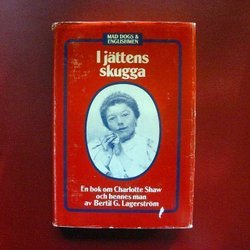 MAD DOGS &
ENGLISHMEN
I jättens
skugga
En bok om Charlotte Shaw
och hennes man
av Bertil G. Lagerström